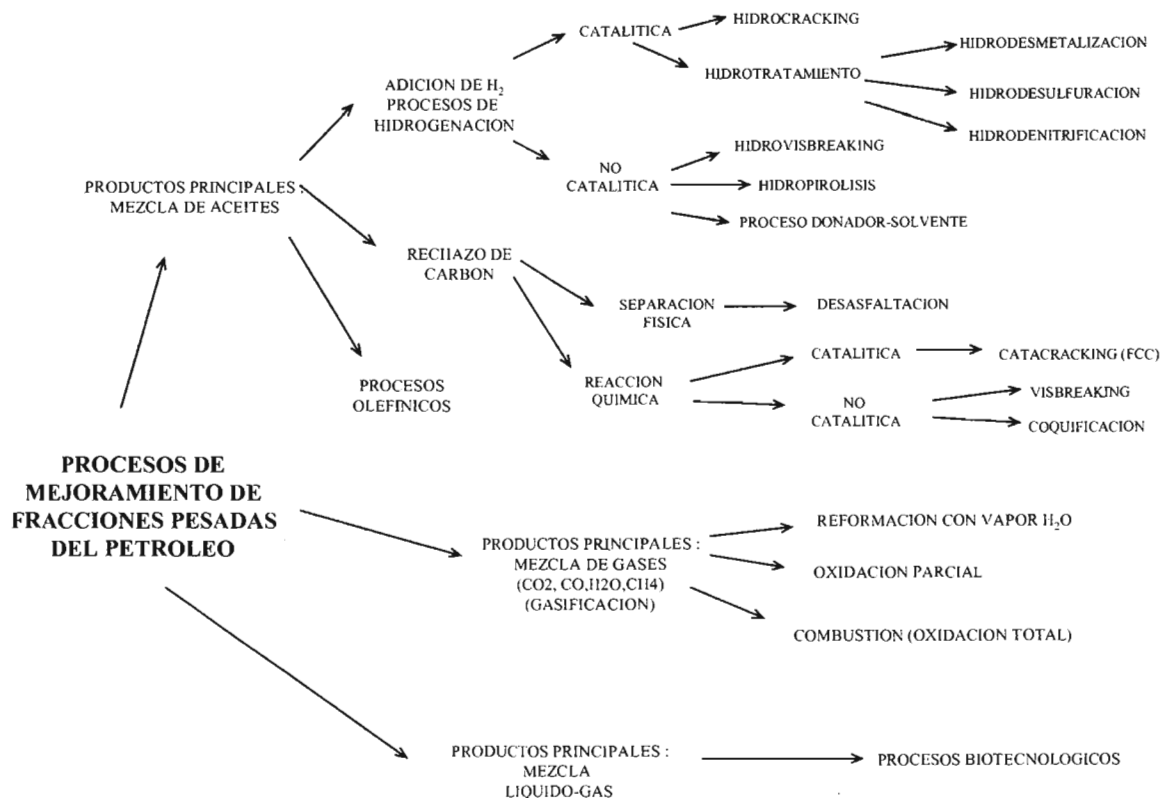 HIDROCRACKING
CATALITICA
HIDRODESMETALIZACION
HIDROTRATAMIENTO
ADICION DE H₂
PROCESOS DE
HIDROGENACION
HIDRODESULFURACION
HIDRODENITRIFICACION
HIDROVISBREAKING
NO
CATALITICA
HIDROPIROLISIS
PRODUCTOS PRINCIPALES :
MEZCLA DE ACEITES
PROCESO DONADOR-SOLVENTE
RECHAZO DE
CARBON
SEPARACION
FISICA
DESASFALTACION
CATALITICA
CATACRACKING (FCC)
PROCESOS
OLEFINICOS
REACCION
QUIMICA
VISBREAKING
NO
CATALITICA
COQUIFICACION
PROCESOS DE
MEJORAMIENTO DE
FRACCIONES PESADAS
DEL PETROLEO
REFORMACION CON VAPOR H₂O
PRODUCTOS PRINCIPALES :
MEZCLA DE GASES
(CO2, CO,H2O,CH4)
(GASIFICACION)
OXIDACION PARCIAL
COMBUSTION (OXIDACION TOTAL)
PRODUCTOS PRINCIPALES :
MEZCLA
LIQUIDO-GAS
PROCESOS BIOTECNOLOGICOS